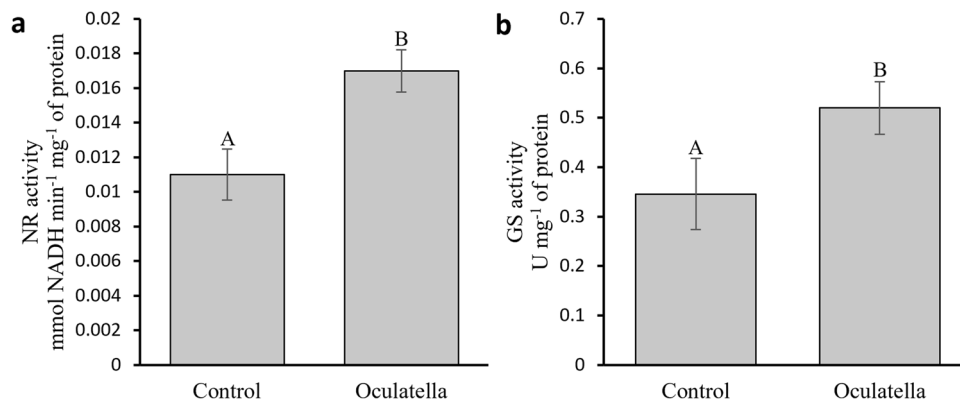 a
NR activity
mmol NADH min-1 mg-1 of protein
0.02
0.018
0.016
0.014
0.012
0.01
0.008
0.006
0.004
0.002
0
A
B
Control
Oculatella
b
GS activity
U mg-1 of protein
0.7
0.6
0.5
0.4
0.3
0.2
0.1
0
A
B
Control
Oculatella